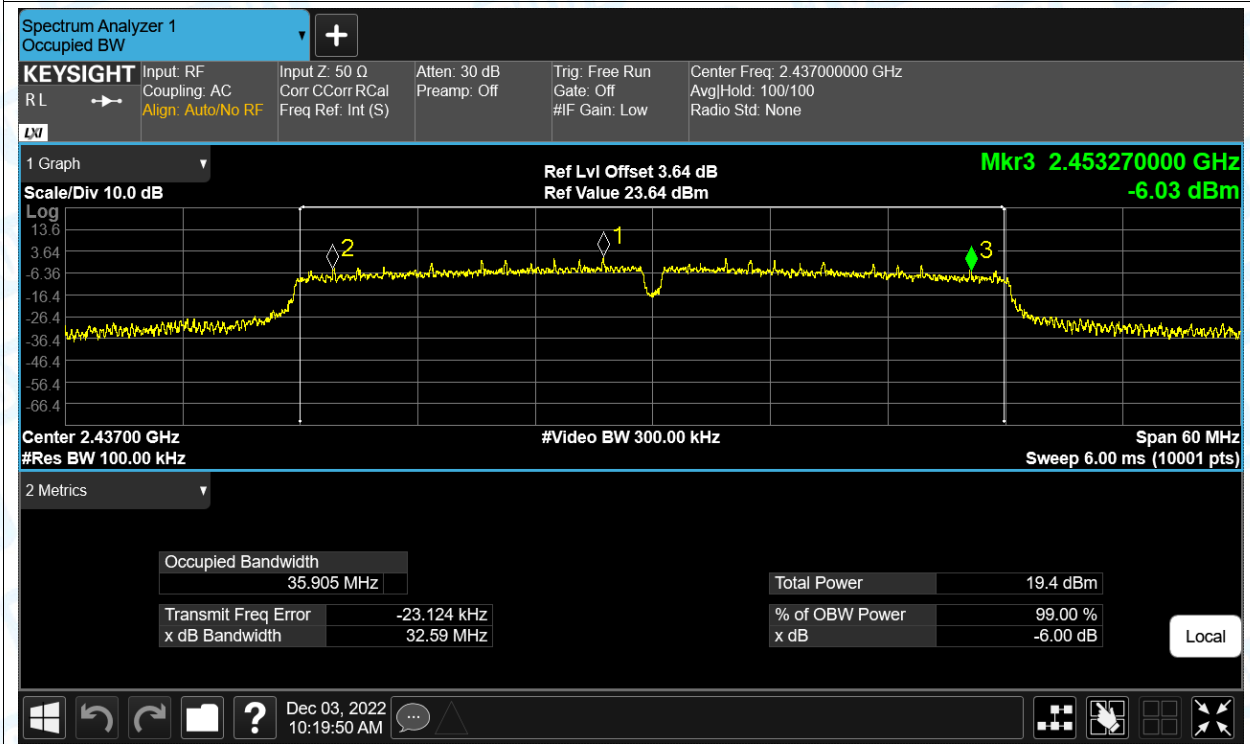 Spectrum Analyzer 1
Occupied BW
KEYSIGHT
R L
LXI
Input: RF
Coupling: AC
Align: Auto/No RF
Input Z: 50 Ω
Corr CCorr RCal
Freq Ref: Int (S)
Atten: 30 dB
Preamp: Off
Trig: Free Run
Gate: Off
#IF Gain: Low
Center Freq: 2.437000000 GHz
Avg|Hold: 100/100
Radio Std: None
1 Graph
Scale/Div 10.0 dB
Ref Lvl Offset 3.64 dB
Ref Value 23.64 dBm
Mkr3 2.453270000 GHz
-6.03 dBm
Log
13.6
3.64
-6.36
-16.4
-26.4
-36.4
-46.4
-56.4
-66.4
2
1
3
Center 2.43700 GHz
#Res BW 100.00 kHz
#Video BW 300.00 kHz
Span 60 MHz
Sweep 6.00 ms (10001 pts)
2 Metrics
Occupied Bandwidth
35.905 MHz
Transmit Freq Error -23.124 kHz
x dB Bandwidth 32.59 MHz
Total Power 19.4 dBm
% of OBW Power 99.00 %
x dB -6.00 dB
Local
?
Dec 03, 2022
10:19:50 AM